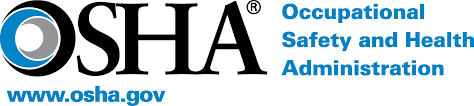 OSHA®
Occupational
Safety and Health
Administration
www.osha.gov